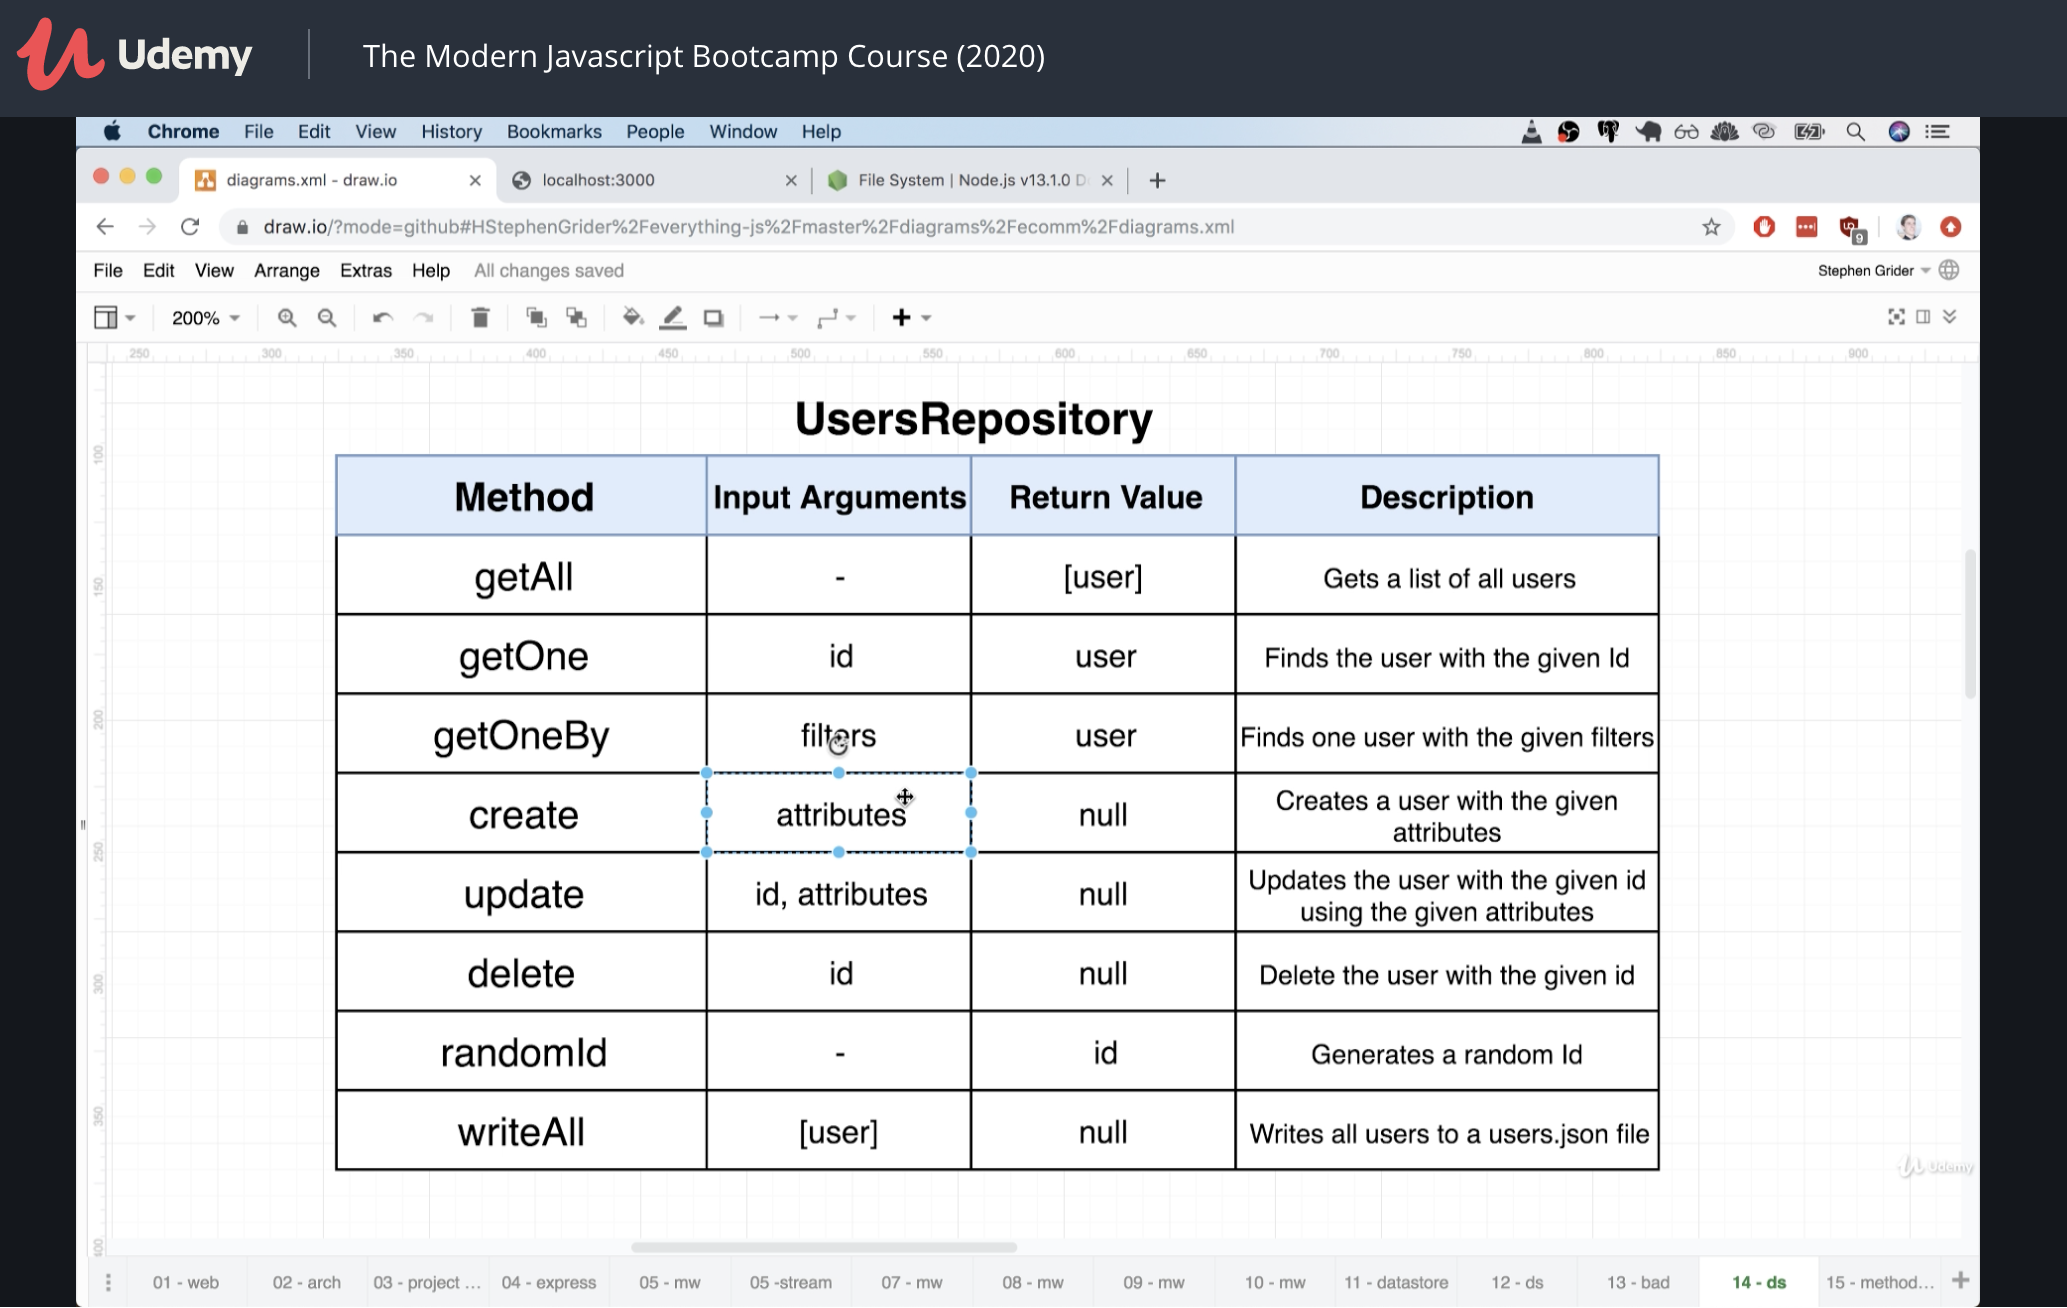 Udemy
The Modern Javascript Bootcamp Course (2020)
Chrome File Edit View History Bookmarks People Window Help
diagrams.xml - draw.io
localhost:3000
File System | Node.js v13.1.0 D
draw.io/?mode=github#HStephenGrider%2Feverything-js%2Fmaster%2Fdiagrams%2Fecomm%2Fdiagrams.xml
9
File Edit View Arrange Extras Help All changes saved
Stephen Grider
200%
250 300 350 400 450 500 550 600 650 700 750 800 850 900
100
150
200
250
300
350
400
UsersRepository
Method Input Arguments Return Value Description
getAll - [user] Gets a list of all users
getOne id user Finds the user with the given Id
getOneBy filters user Finds one user with the given filters
create attributes null Creates a user with the given
attributes
update id, attributes null Updates the user with the given id
using the given attributes
delete id null Delete the user with the given id
randomId - id Generates a random Id
writeAll [user] null Writes all users to a users.json file
Udemy
01 - web 02 - arch 03 - project ... 04 - express 05 - mw 05 -stream 07 - mw 08 - mw 09 - mw 10 - mw 11 - datastore 12 - ds 13 - bad 14 - ds 15 - method...